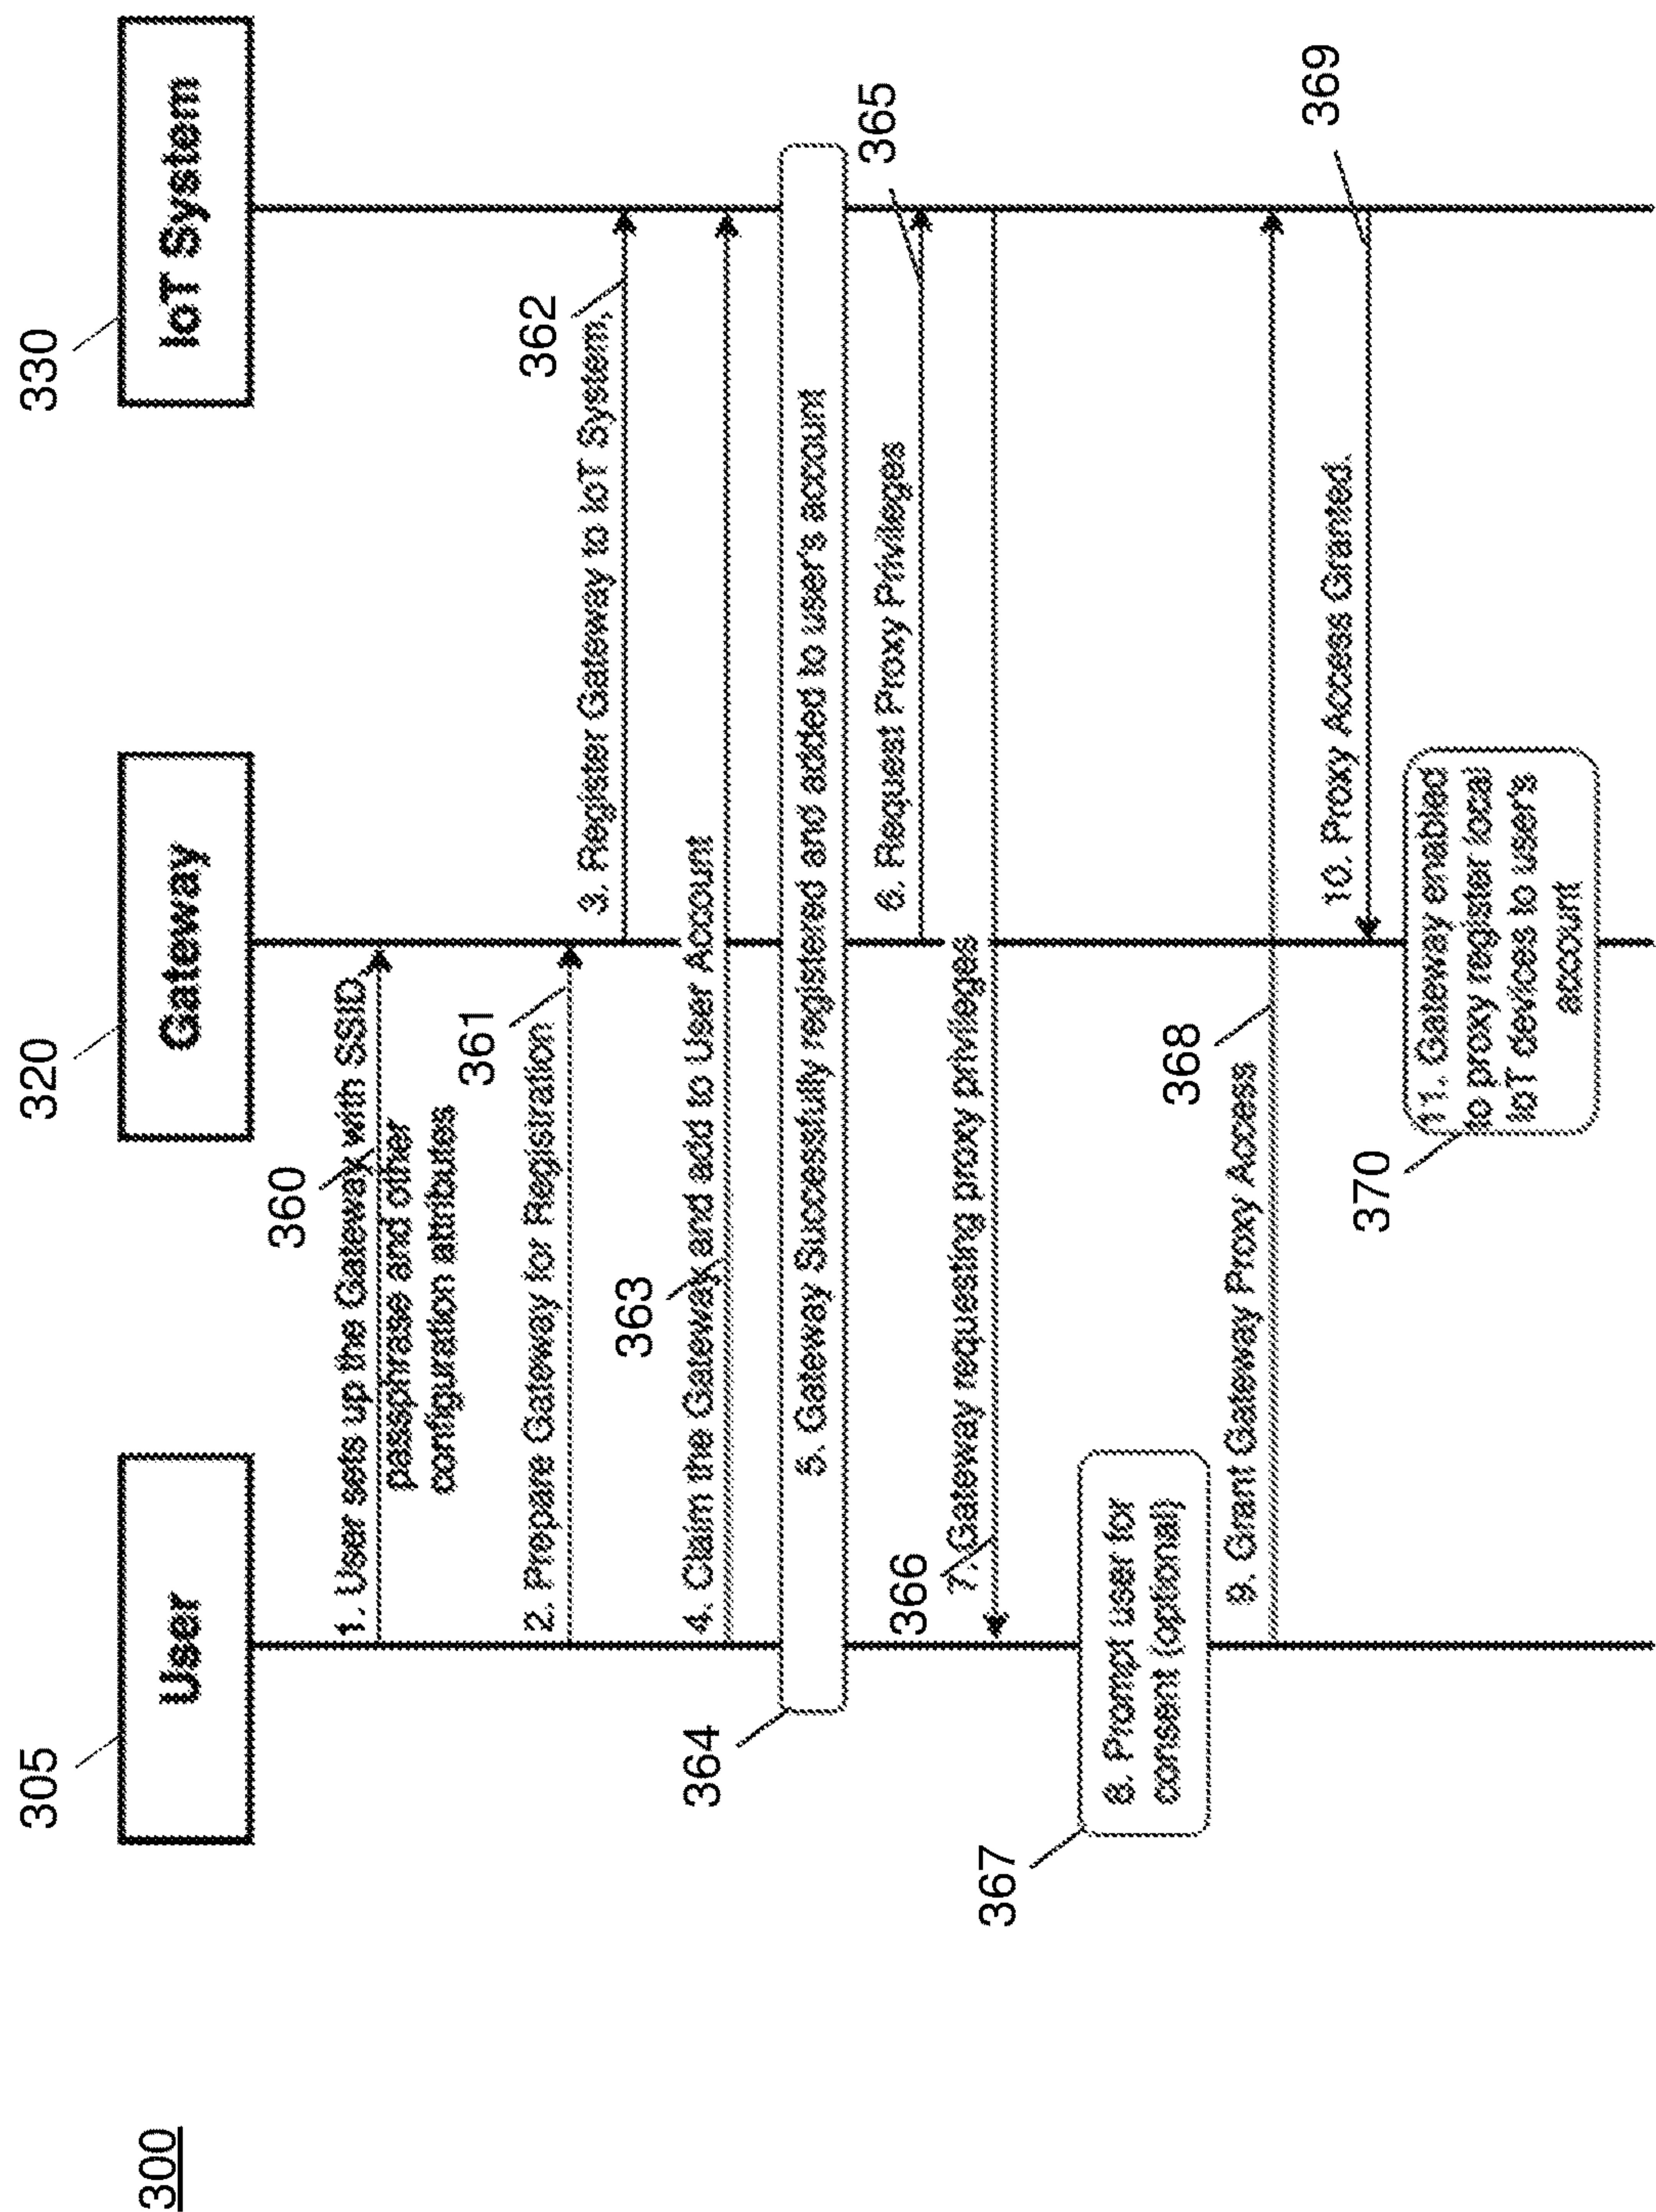 300
305
User
320
Gateway
330
IoT System
1. User sets up the Gateway with SSID,
passphrase and other
configuration attributes
360
2. Prepare Gateway for Registration
361
3. Register Gateway to IoT System,
362
4. Claim the Gateway and add to User Account
363
5. Gateway Successfully registered and added to user's account
364
6. Request Proxy Privileges
365
7. Gateway requesting proxy privileges
366
8. Prompt user for
consent (optional)
367
9. Grant Gateway Proxy Access
368
10. Proxy Access Granted.
369
11. Gateway enabled
to proxy register local
IoT devices to user's
account
370